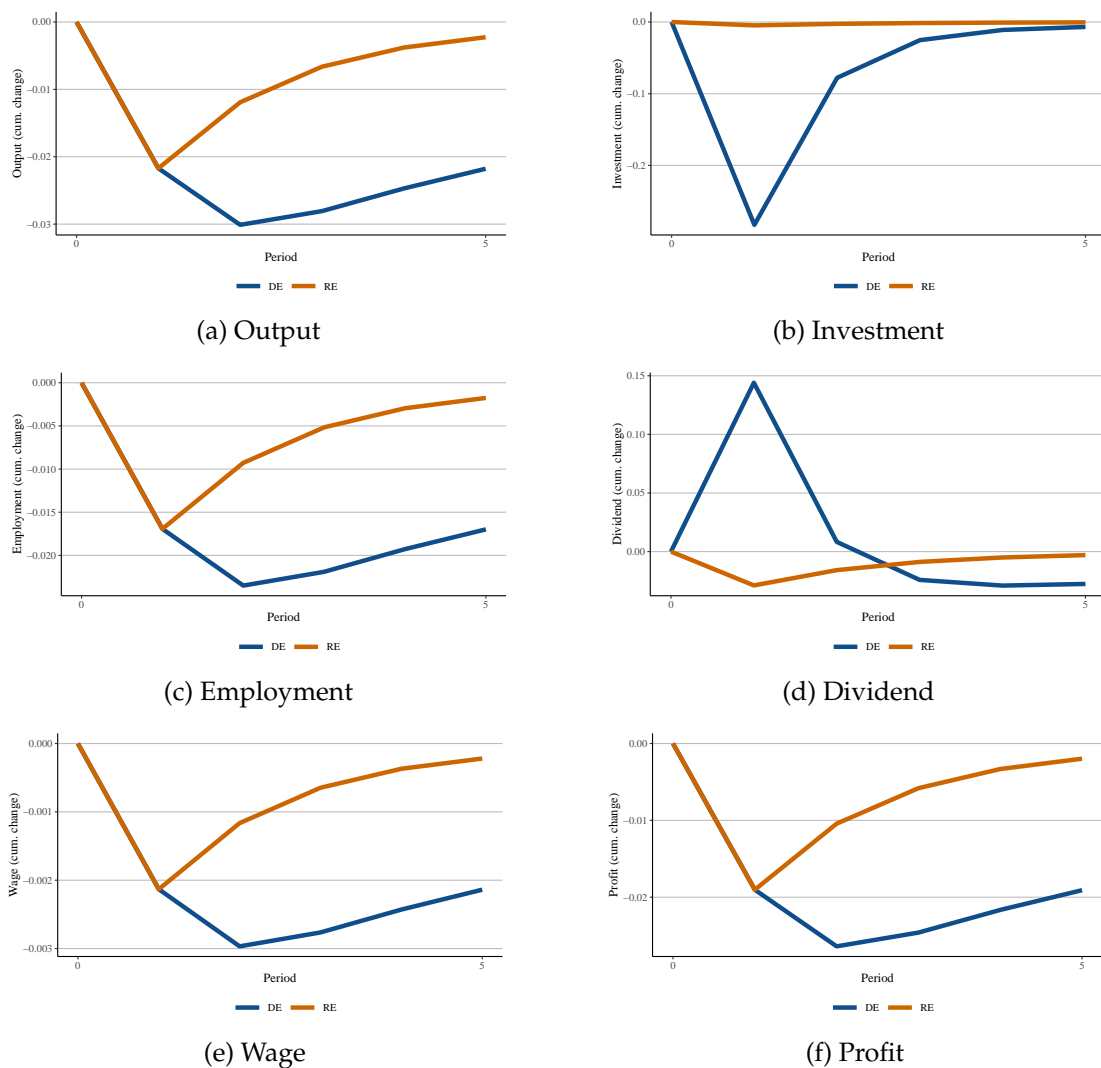 0.00
−0.01
−0.02
−0.03
Output (cum. change)
0
5
Period
DE
RE
(a) Output
0.0
−0.1
−0.2
Investment (cum. change)
0
5
Period
DE
RE
(b) Investment
0.000
−0.005
−0.010
−0.015
−0.020
Employment (cum. change)
0
5
Period
DE
RE
(c) Employment
0.15
0.10
0.05
0.00
Dividend (cum. change)
0
5
Period
DE
RE
(d) Dividend
0.000
−0.001
−0.002
−0.003
Wage (cum. change)
0
5
Period
DE
RE
(e) Wage
0.00
−0.01
−0.02
Profit (cum. change)
0
5
Period
DE
RE
(f) Profit